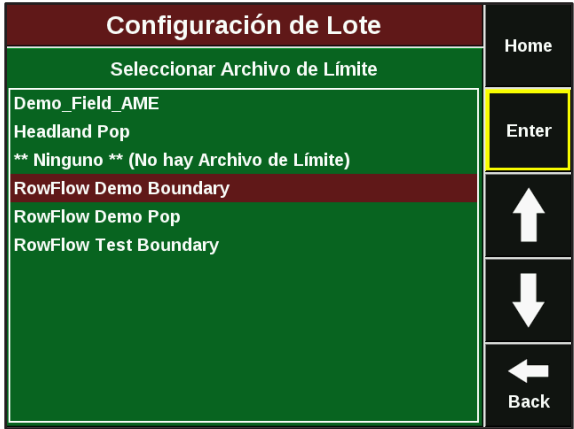 Configuración de Lote
Seleccionar Archivo de Límite
Demo_Field_AME
Headland Pop
** Ninguno ** (No hay Archivo de Límite)
RowFlow Demo Boundary
RowFlow Demo Pop
RowFlow Test Boundary
Home
Enter
Back